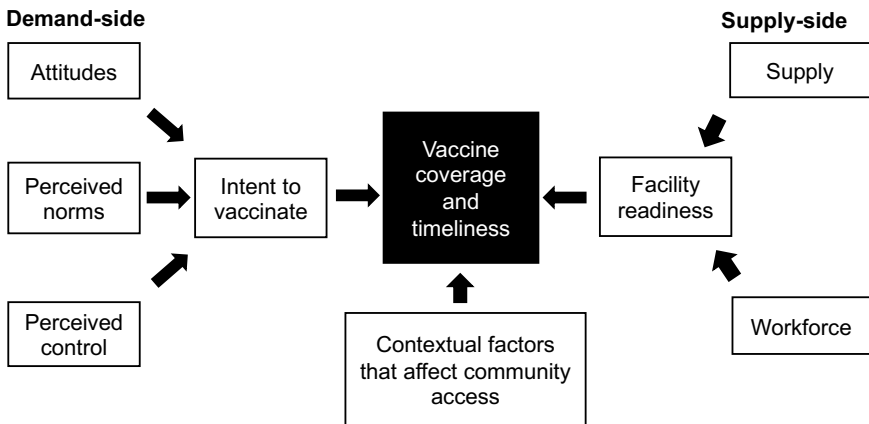 Demand-side
Supply-side
Attitudes
Supply
Perceived
norms
Intent to
vaccinate
Vaccine
coverage
and
timeliness
Facility
readiness
Perceived
control
Contextual factors
that affect community
access
Workforce